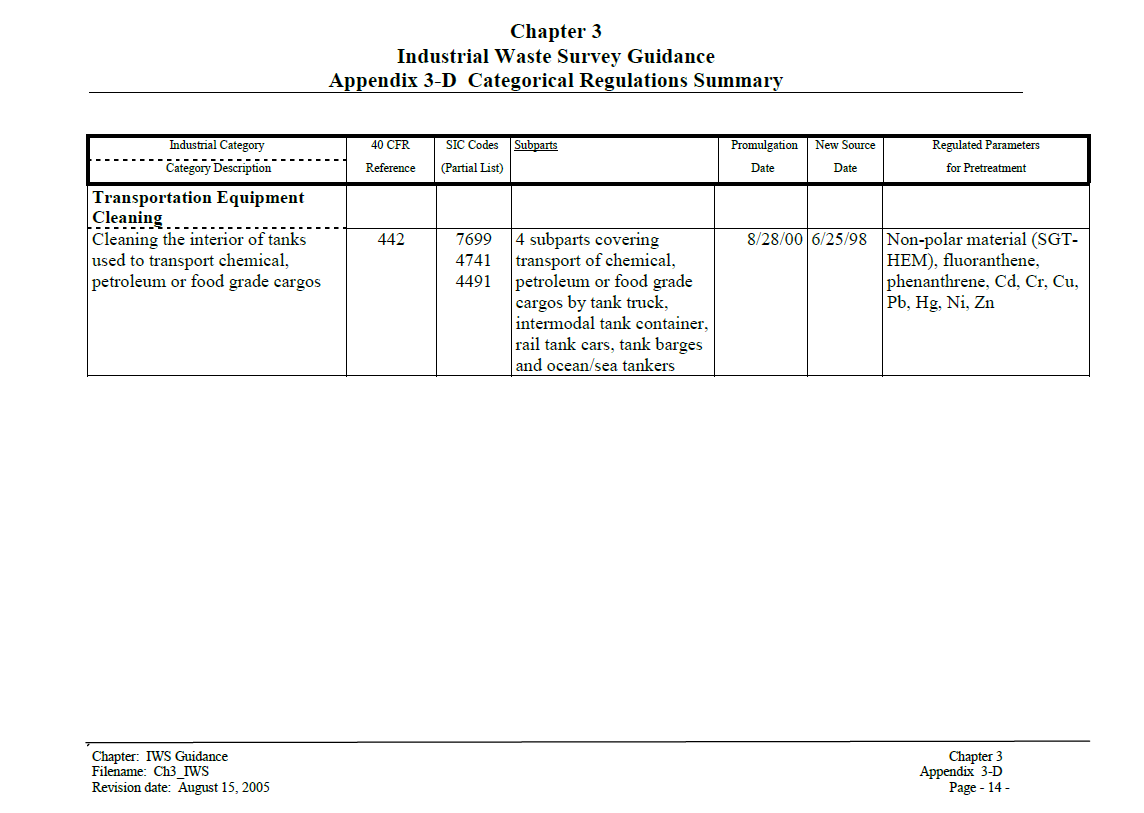 Chapter 3
Industrial Waste Survey Guidance
Appendix 3-D Categorical Regulations Summary
Industrial Category
Category Description
40 CFR
Reference
SIC Codes
(Partial List)
Subparts
Promulgation
Date
New Source
Date
Regulated Parameters
for Pretreatment
Transportation Equipment
Cleaning
Cleaning the interior of tanks
used to transport chemical,
petroleum or food grade cargos
442
7699
4741
4491
4 subparts covering
transport of chemical,
petroleum or food grade
cargos by tank truck,
intermodal tank container,
rail tank cars, tank barges
and ocean/sea tankers
8/28/00
6/25/98
Non-polar material (SGT-
HEM), fluoranthene,
phenanthrene, Cd, Cr, Cu,
Pb, Hg, Ni, Zn
Chapter: IWS Guidance
Filename: Ch3_IWS
Revision date: August 15, 2005
Chapter 3
Appendix 3-D
Page - 14 -